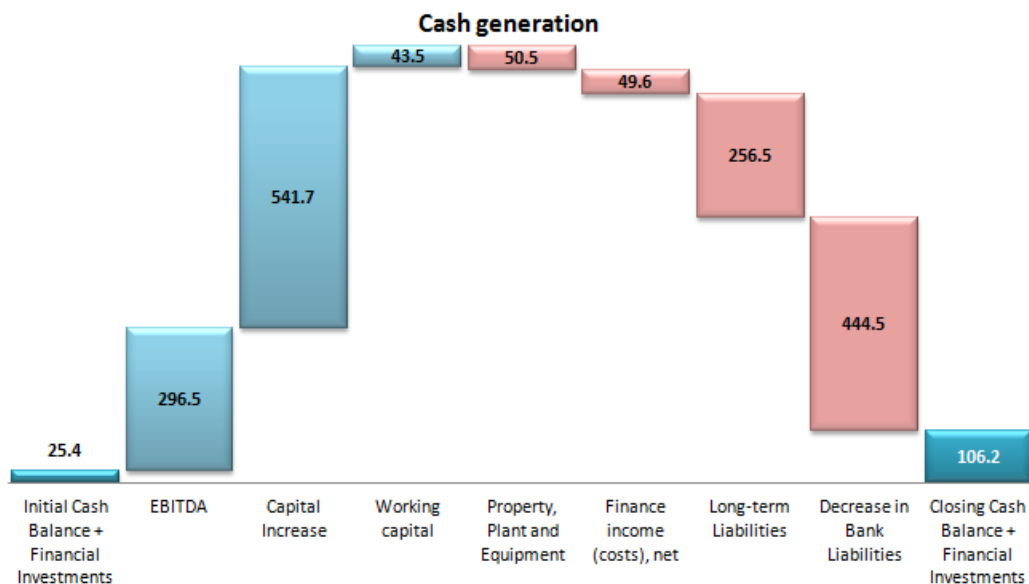 Cash generation
43.5
50.5
49.6
541.7
256.5
296.5
444.5
25.4
106.2
Initial Cash
Balance +
Financial
Investments
EBITDA
Capital
Increase
Working
capital
Property,
Plant and
Equipment
Finance
income
(costs), net
Long-term
Liabilities
Decrease in
Bank
Liabilities
Closing Cash
Balance +
Financial
Investments